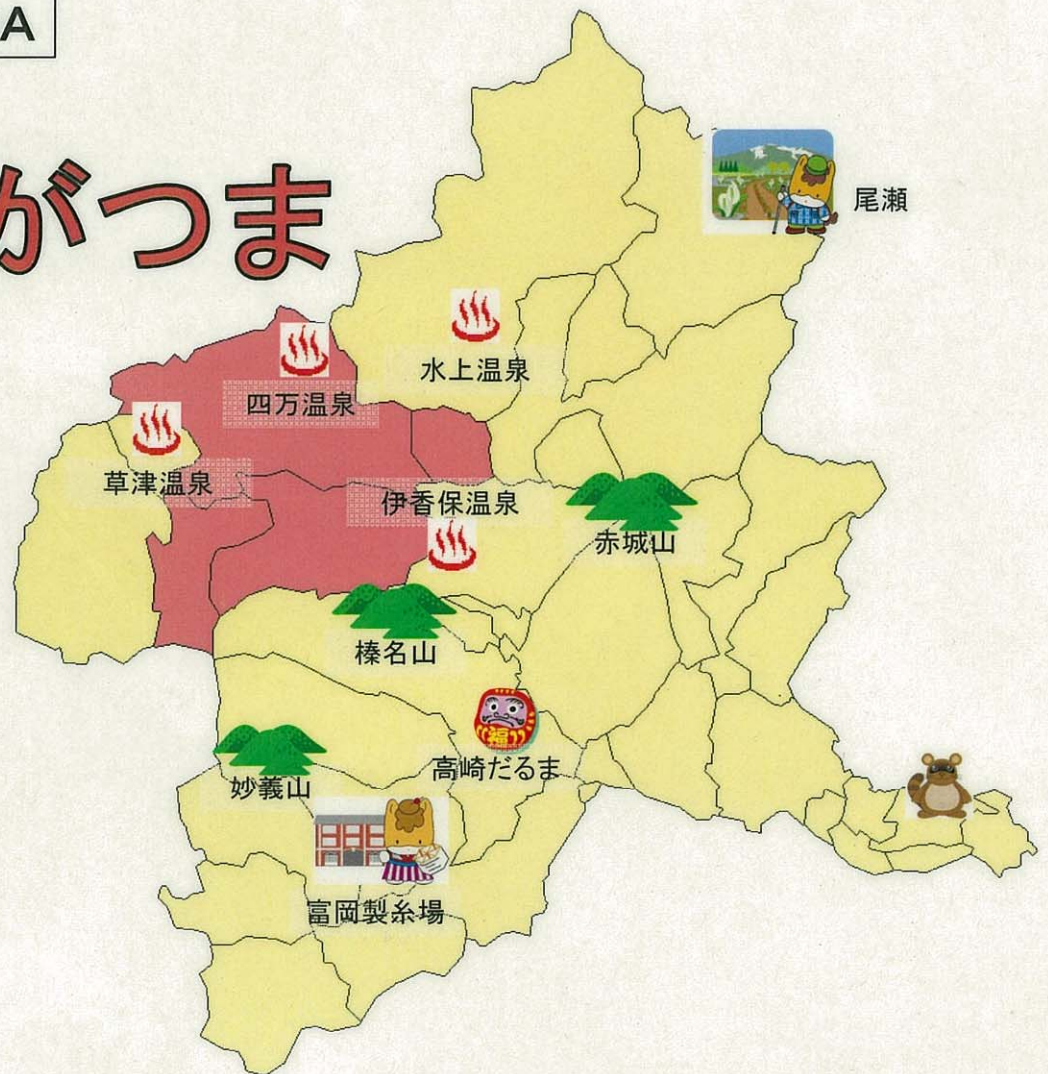 A
がつま
尾瀬
水上温泉
四万温泉
草津温泉
伊香保温泉
赤城山
榛名山
福
高崎だるま
妙義山
富岡製糸場